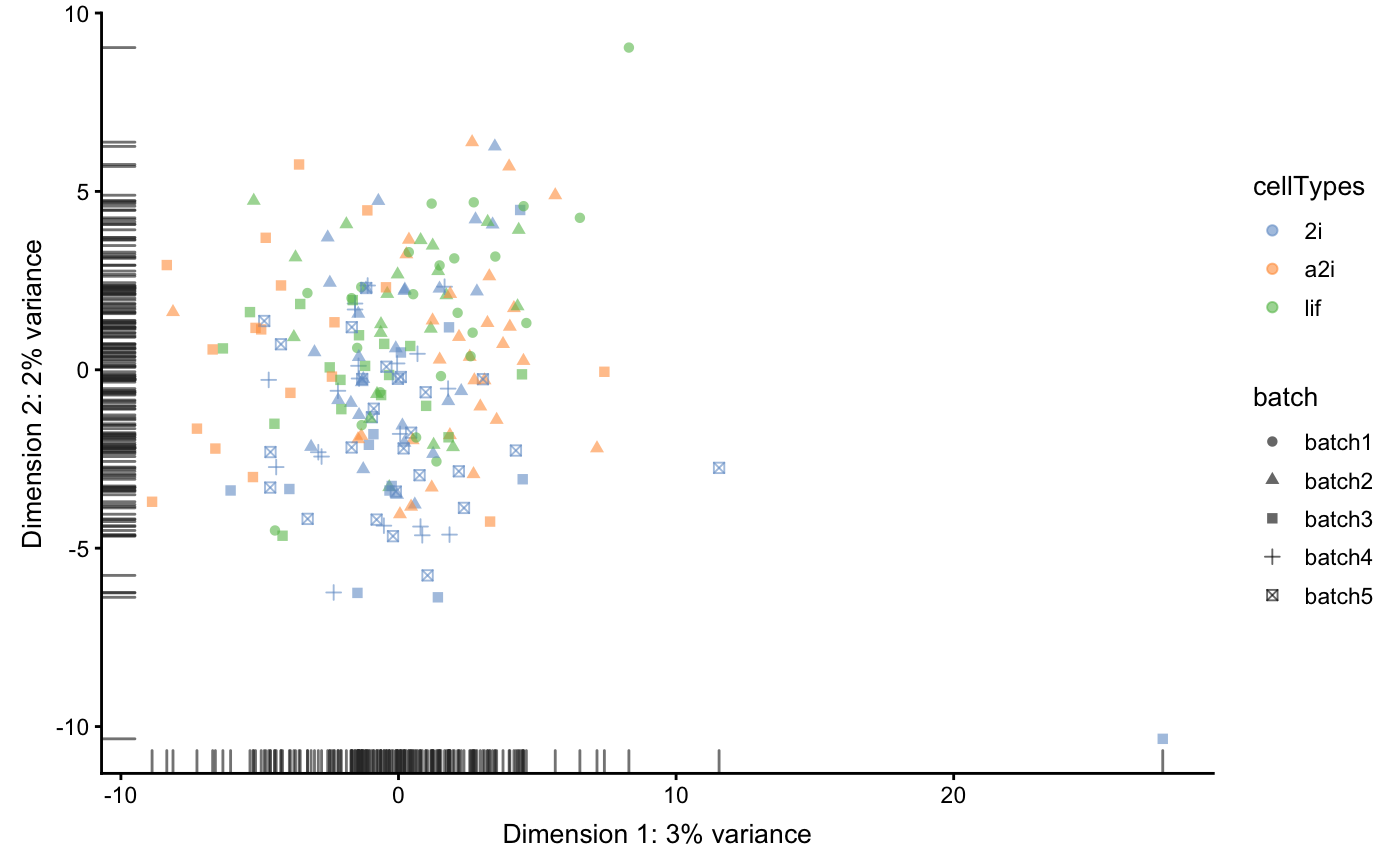 10
5
0
-5
-10
Dimension 2: 2% variance
-10
0
10
20
Dimension 1: 3% variance
cellTypes
2i
a2i
lif
batch
batch1
batch2
batch3
batch4
batch5